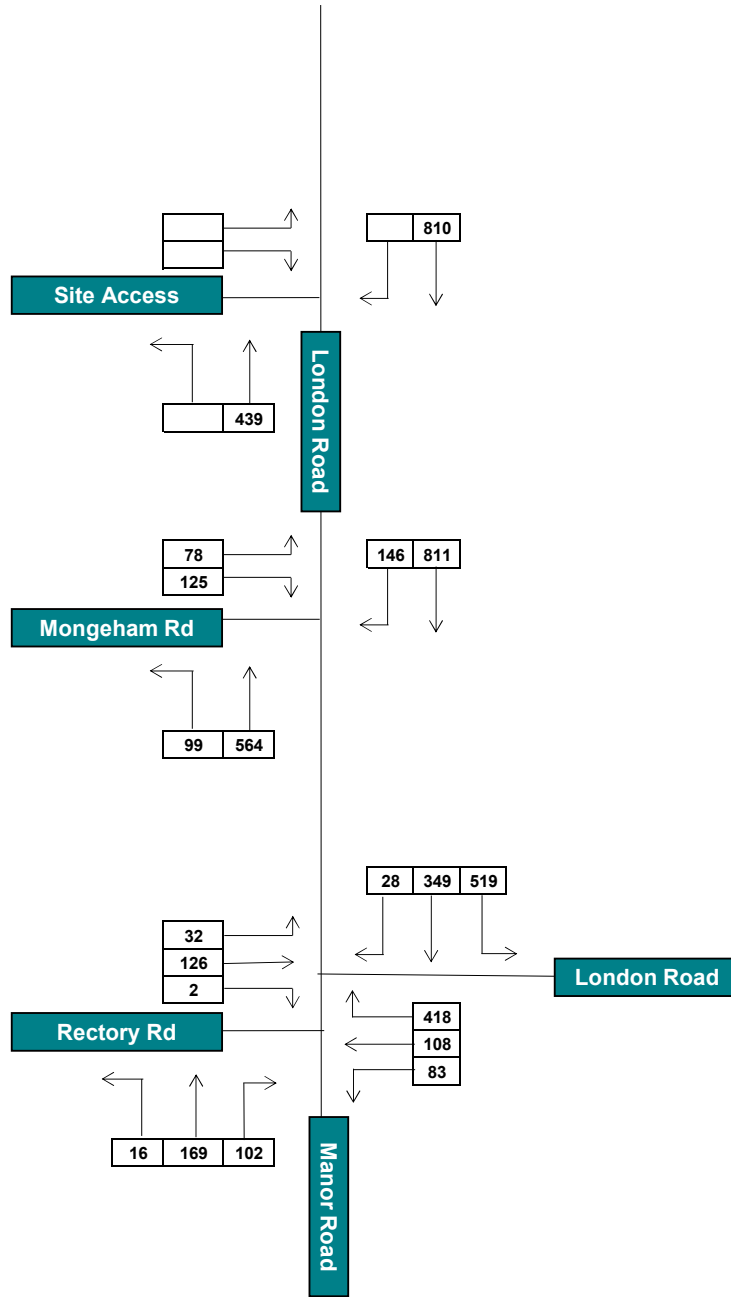 810
Site Access
London Road
439
78
146 811
125
Mongeham Rd
99 564
28 349 519
32
126
2
London Road
418
Rectory Rd
108
83
16 169 102
Manor Road